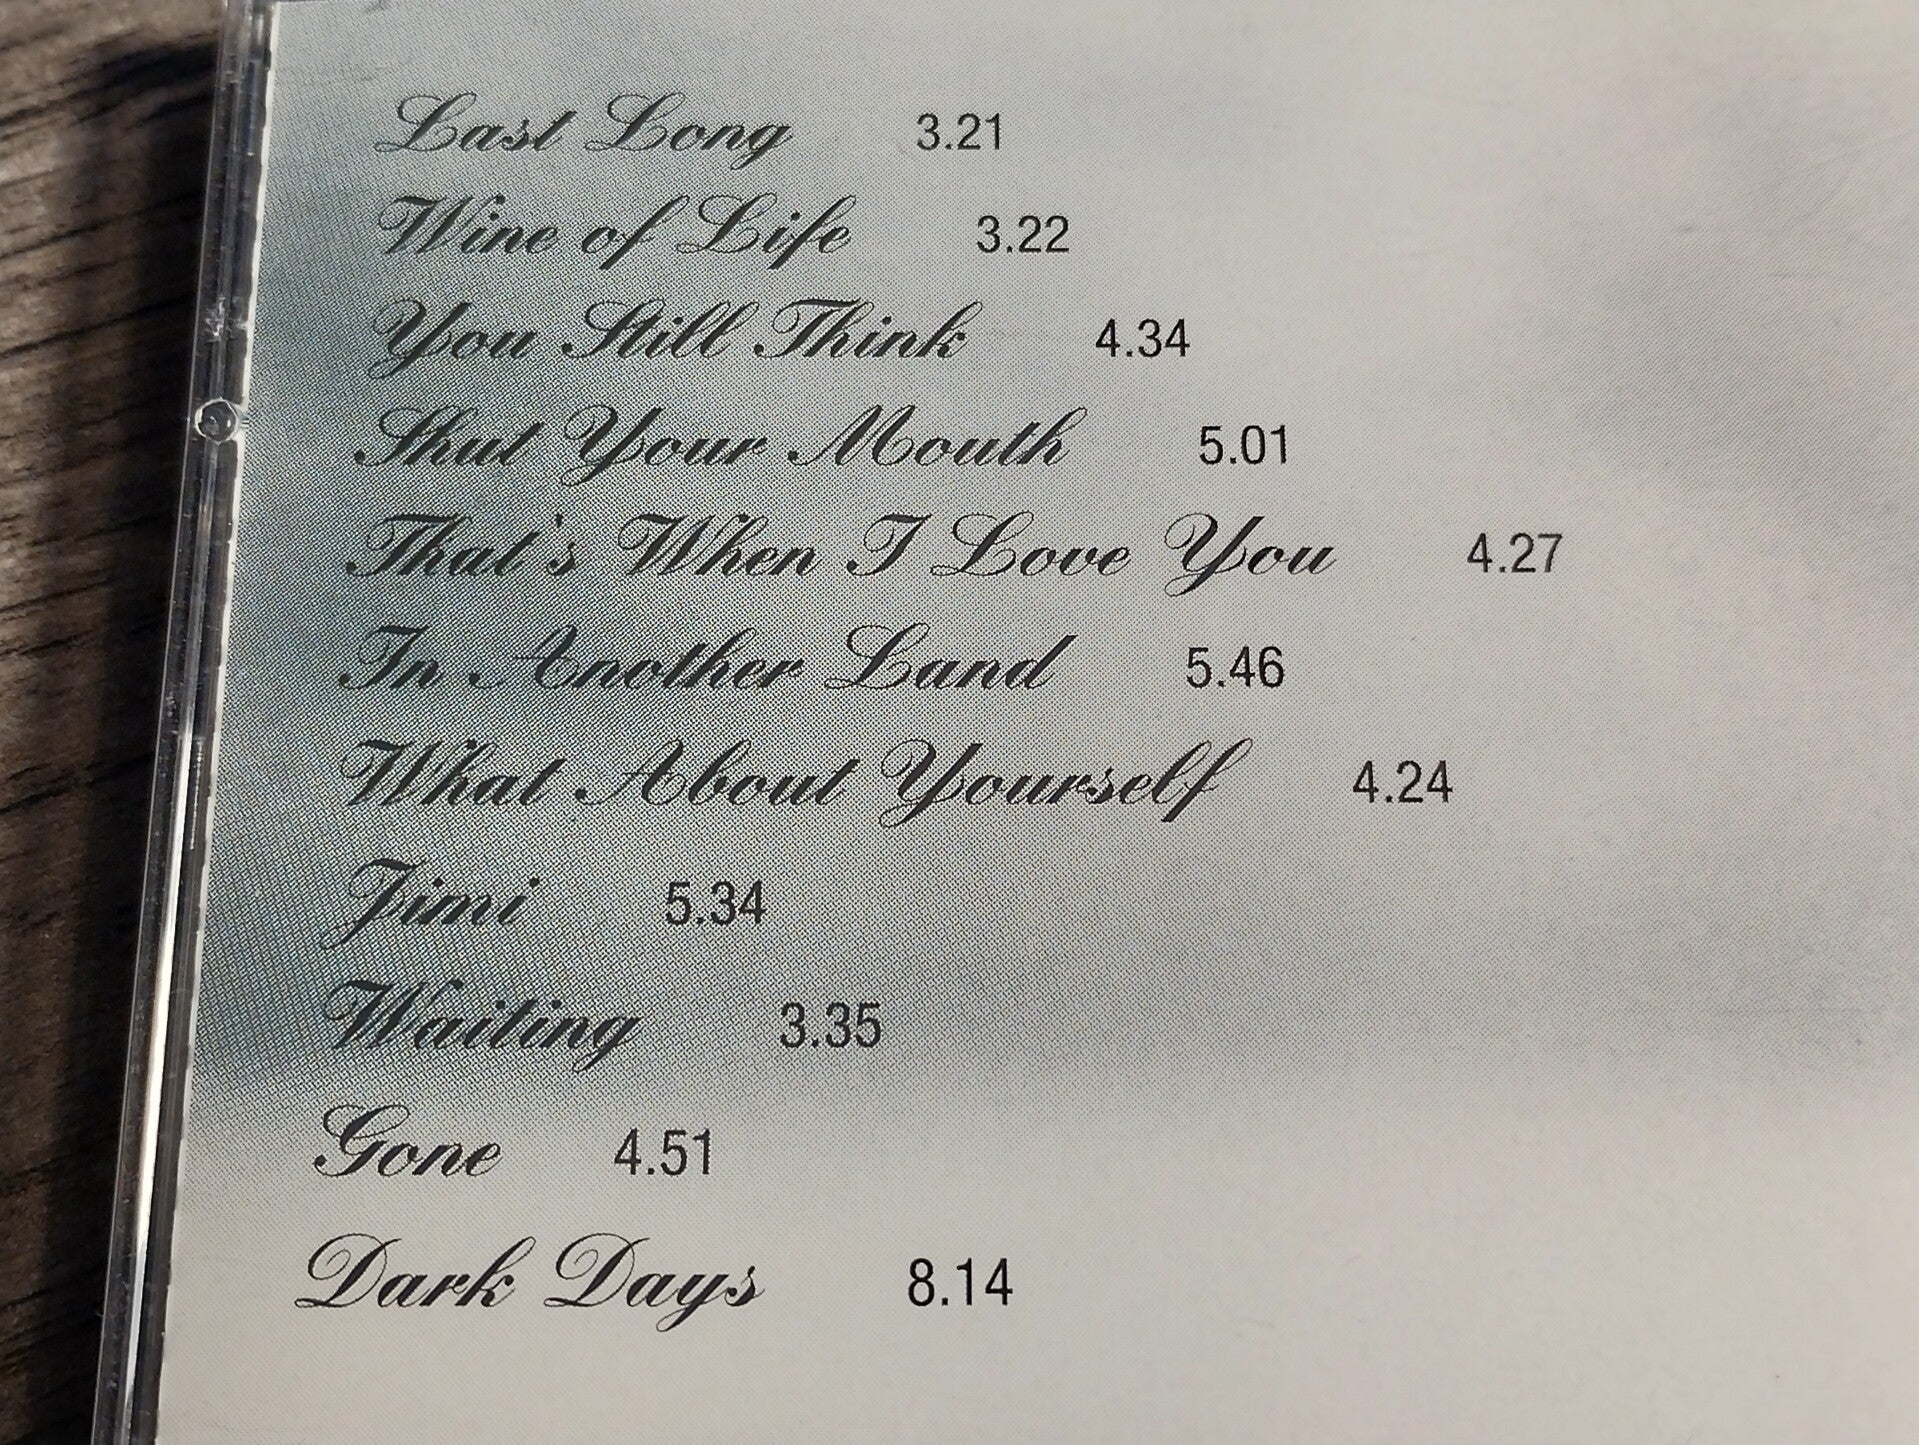 Last Long 3.21
Wine of Life 3.22
You Still Think 4.34
Shut Your Mouth 5.01
That's When I Love You 4.27
In Another Land 5.46
What About Yourself 4.24
Jimi 5.34
Waiting 3.35
Gone 4.51
Dark Days 8.14